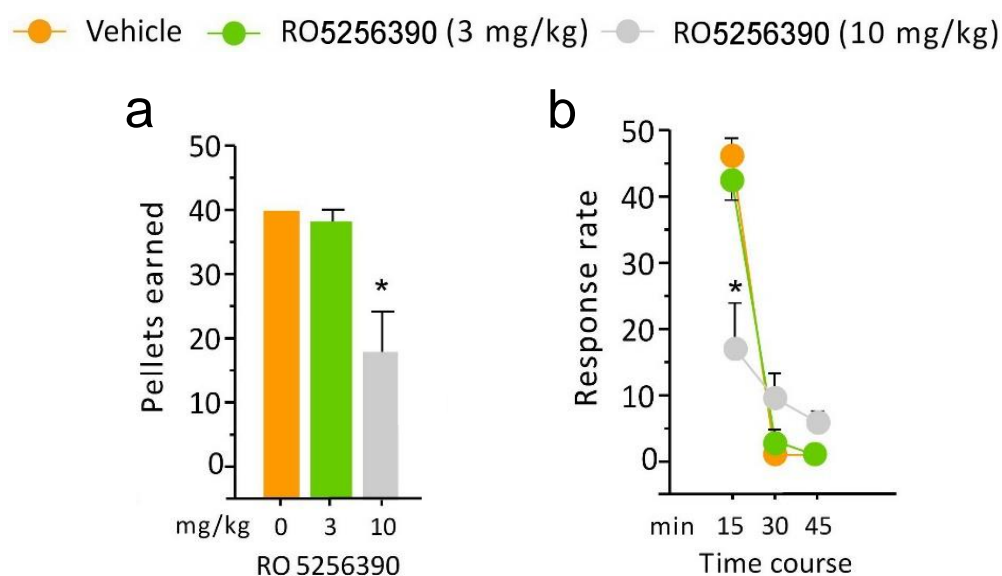 Vehicle RO5256390 (3 mg/kg) RO5256390 (10 mg/kg)
a
Pellets earned
50
40
30
20
10
0
*
mg/kg 0 3 10
RO 5256390
b
Response rate
50
40
30
20
10
0
*
min 15 30 45
Time course